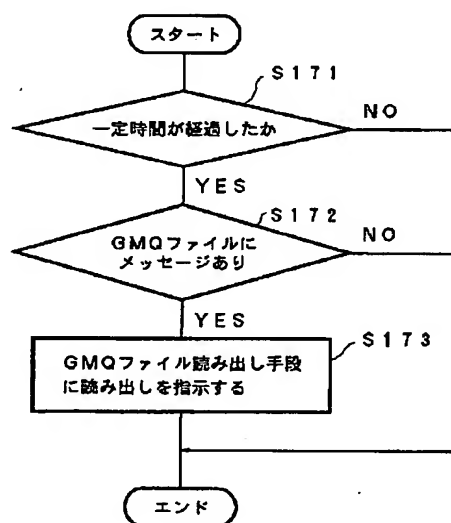 スタート
S171
一定時間が経過したか
NO
YES
S172
GMQファイルに
メッセージあり
NO
YES
S173
GMQファイル読み出し手段
に読み出しを指示する
エンド